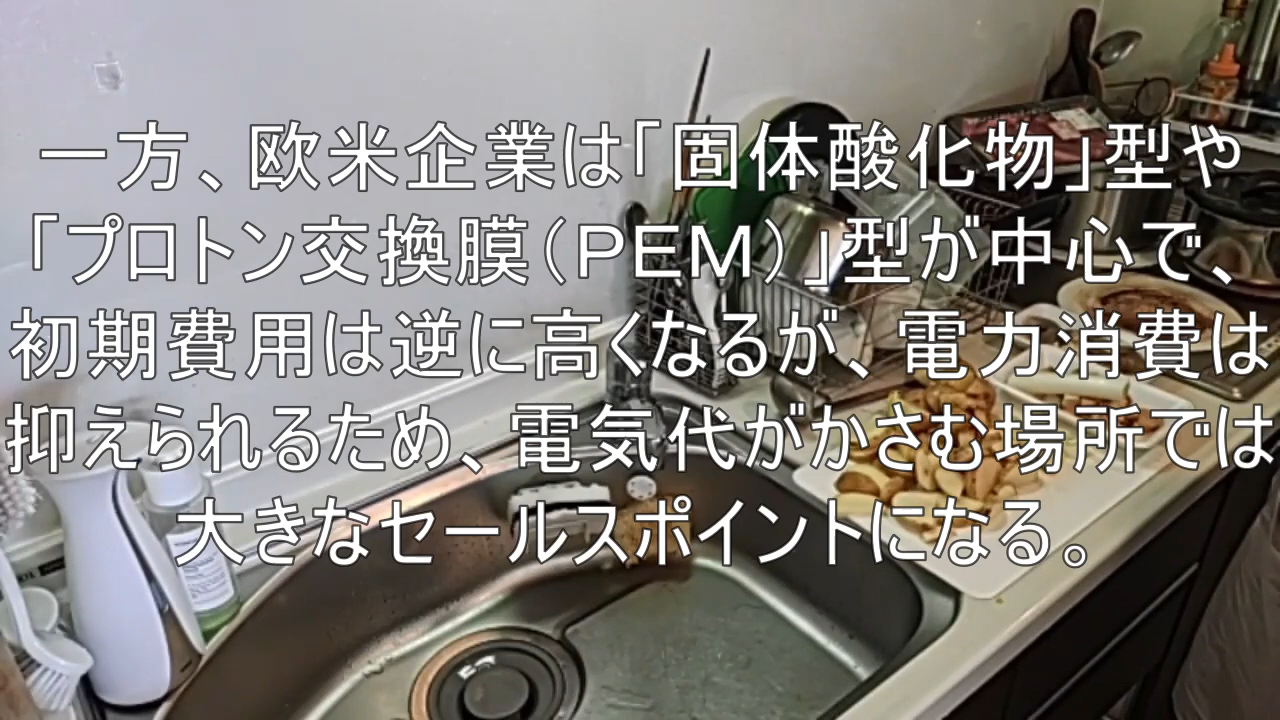 一方、欧米企業は「固体酸化物」型や
「プロトン交換膜（PEM）」型が中心で、
初期費用は逆に高くなるが、電力消費は
抑えられるため、電気代がかさむ場所では
大きなセールスポイントになる。